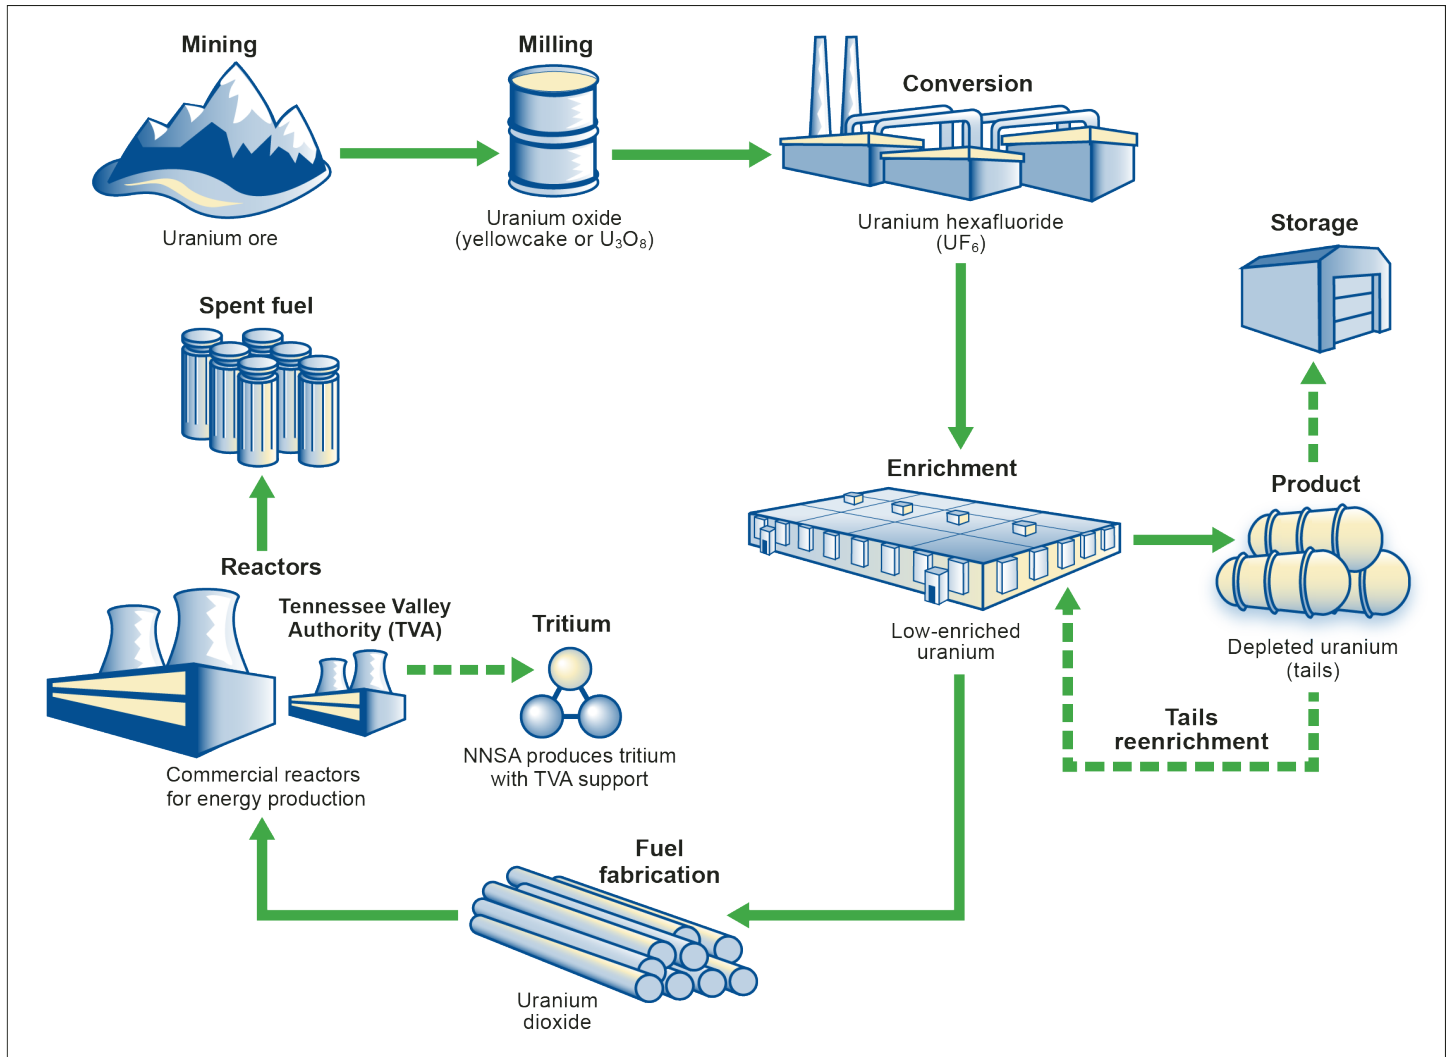 Mining
Uranium ore
Milling
Uranium oxide
(yellowcake or U₃O₈)
Conversion
Uranium hexafluoride
(UF₆)
Storage
Spent fuel
Enrichment
Low-enriched
uranium
Product
Depleted uranium
(tails)
Tails
reenrichment
Reactors
Tennessee Valley
Authority (TVA)
Commercial reactors
for energy production
Tritium
NNSA produces tritium
with TVA support
Fuel
fabrication
Uranium
dioxide